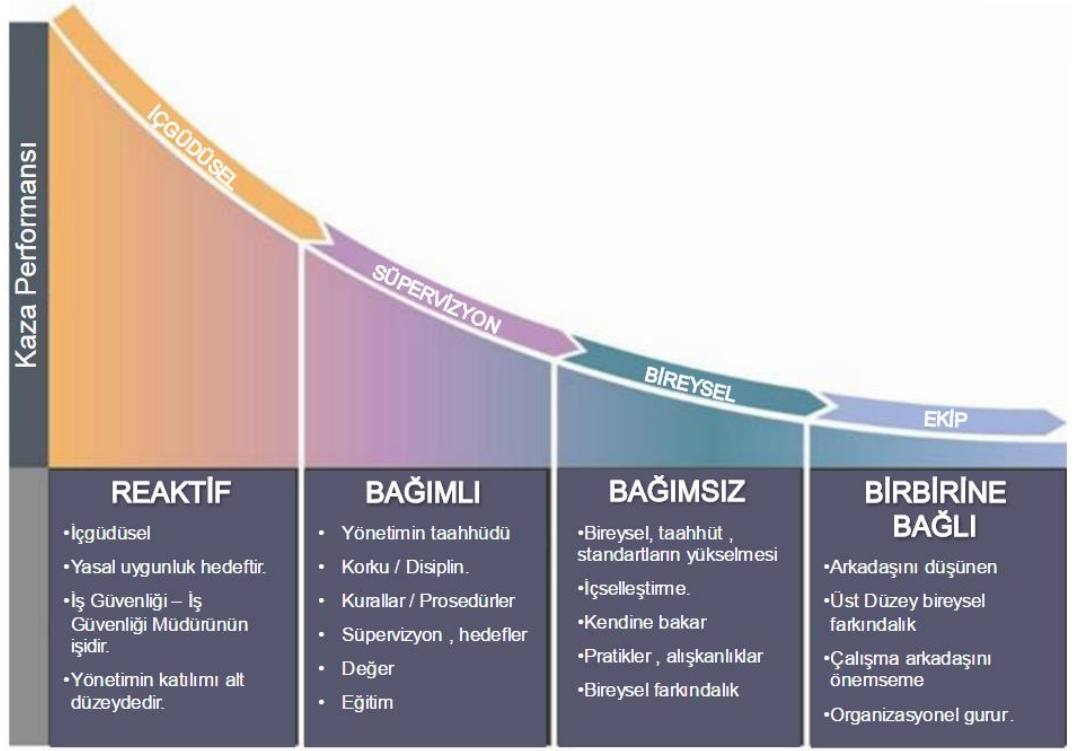 Kaza Performansı
İÇGÜDÜSEL
SÜPERVİZYON
BİREYSEL
EKİP
REAKTİF
•İçgüdüsel
•Yasal uygunluk hedeftir.
•İş Güvenliği – İş
Güvenliği Müdürünün
işidir.
•Yönetimin katılımı alt
düzeydedir.
BAĞIMLI
• Yönetimin taahhüdü
• Korku / Disiplin.
• Kurallar / Prosedürler
• Süpervizyon , hedefler
• Değer
• Eğitim
BAĞIMSIZ
•Bireysel, taahhüt ,
standartların yükselmesi
•İçselleştirme.
•Kendine bakar
•Pratikler , alışkanlıklar
•Bireysel farkındalık
BİRBİRİNE
BAĞLI
•Arkadaşını düşünen
•Üst Düzey bireysel
farkındalık
•Çalışma arkadaşını
önemseme
•Organizasyonel gurur .